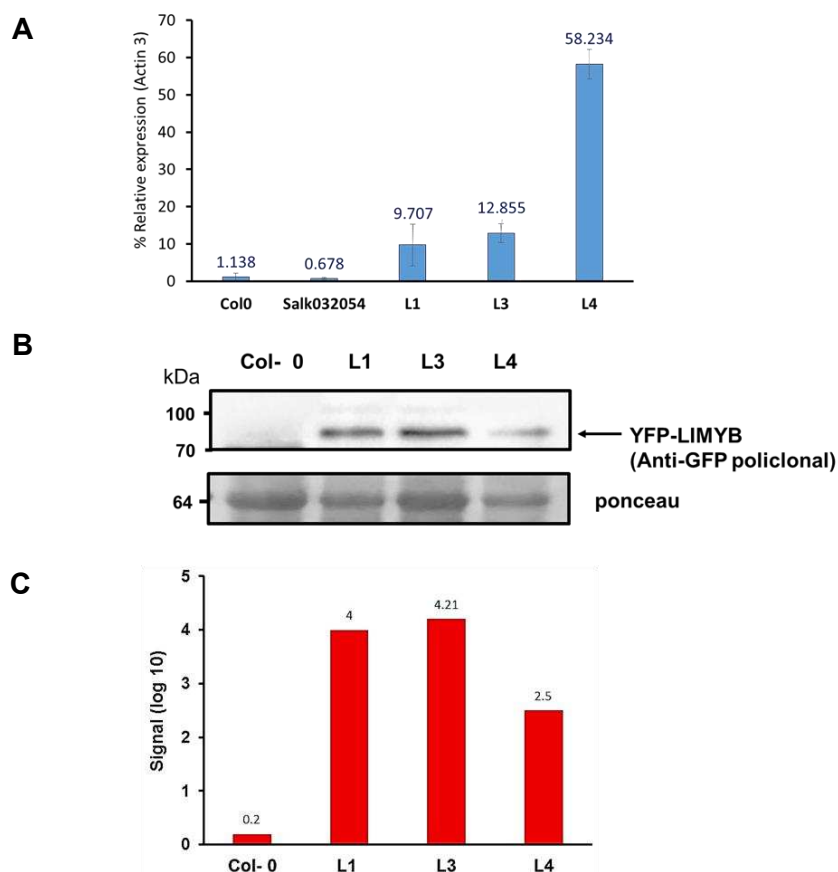 A
70
60
50
40
30
20
10
0
% Relative expression (Actin 3)
1.138
0.678
9.707
12.855
58.234
Col0 Salk032054 L1 L3 L4
B
kDa
Col- 0 L1 L3 L4
100
70
YFP-LIMYB
(Anti-GFP policlonal)
64
ponceau
C
5
4
3
2
1
0
Signal (log 10)
0.2
4
4.21
2.5
Col- 0 L1 L3 L4